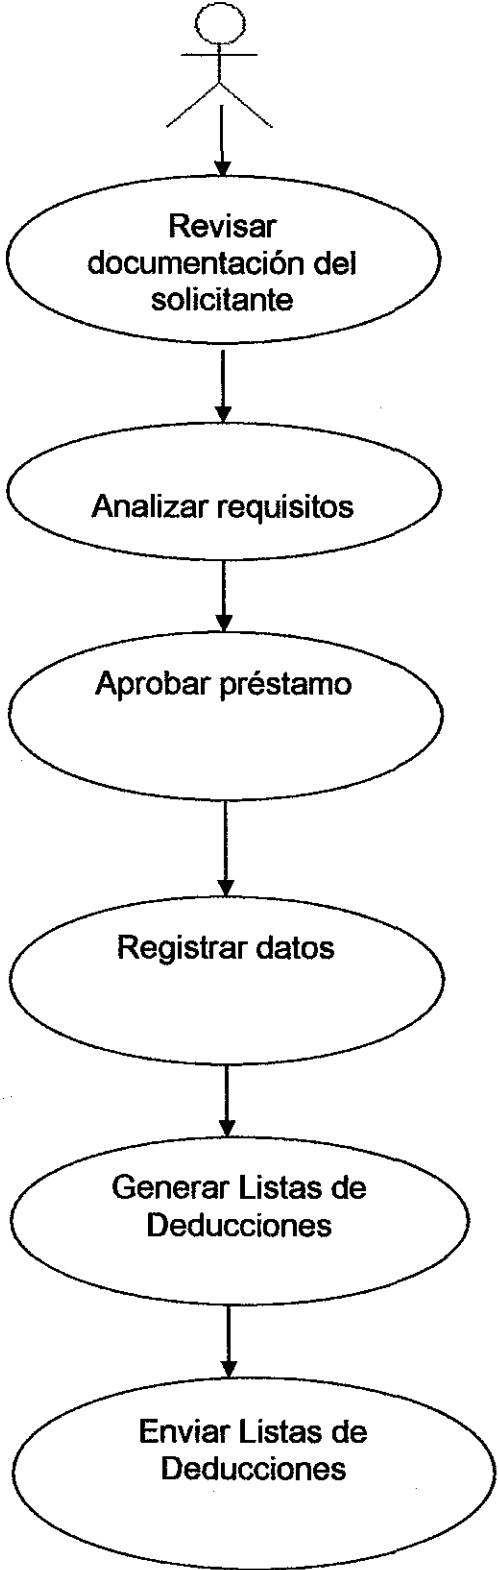 Revisar
documentación del
solicitante
Analizar requisitos
Aprobar préstamo
Registrar datos
Generar Listas de
Deducciones
Enviar Listas de
Deducciones